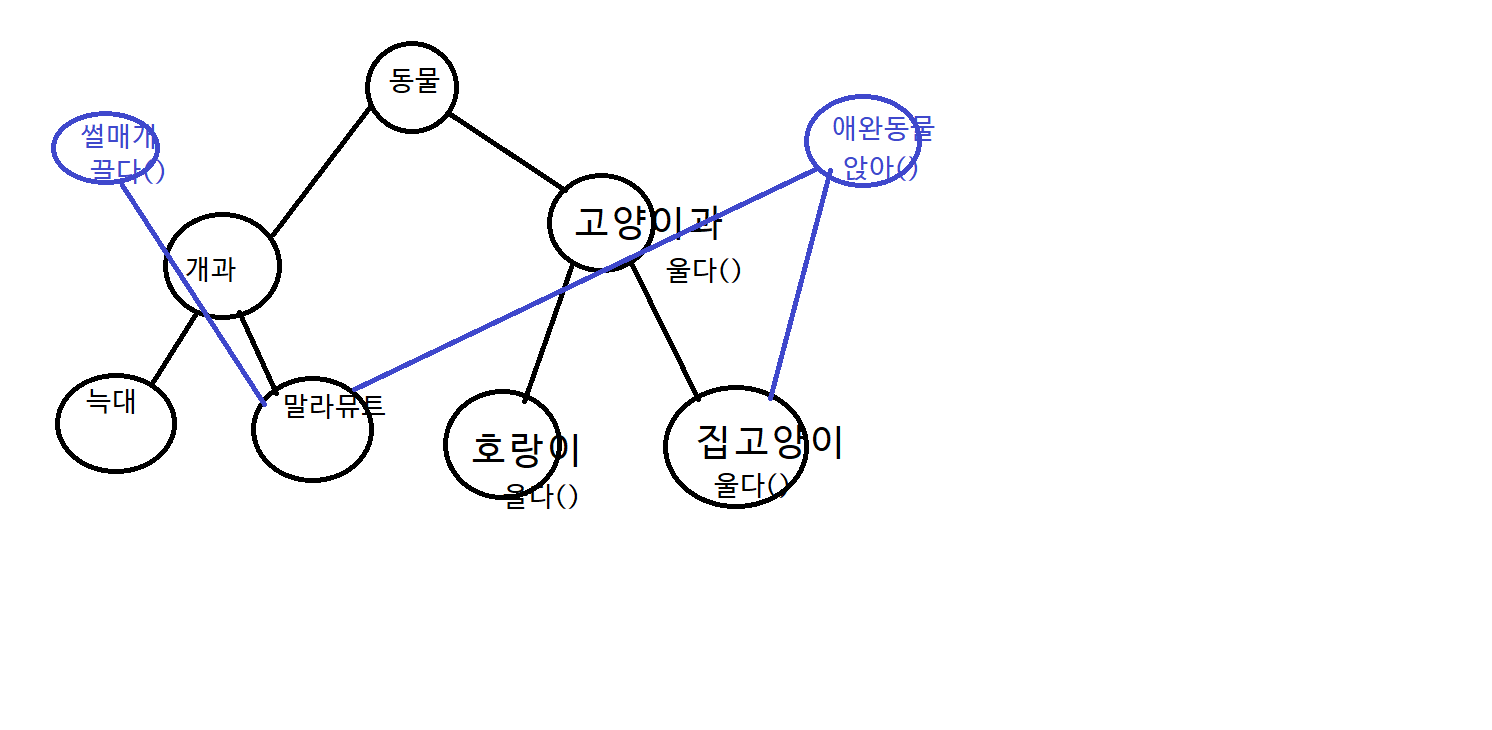 동물
썰매개
끌다()
애완동물
앉아()
고양이과
울다()
개과
늑대
말라뮤트
호랑이
울다()
집고양이
울다()